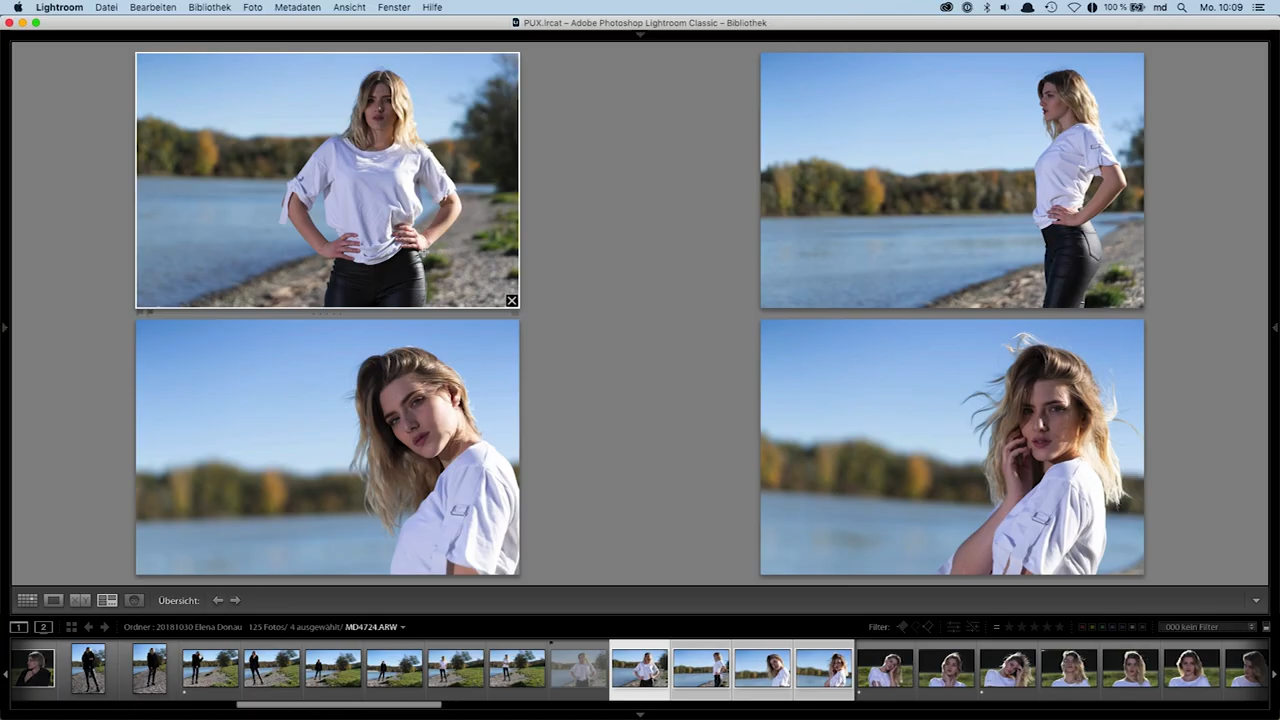 Lightroom Datei Bearbeiten Bibliothek Foto Metadaten Ansicht Fenster Hilfe 100 % md Mo. 10:09
PUX.lrcat – Adobe Photoshop Lightroom Classic – Bibliothek
X Y Übersicht:
1 2 Ordner : 20181030 Elena Donau 125 Fotos/ 4 ausgewählt/ MD4724.ARW Filter: 000 kein Filter